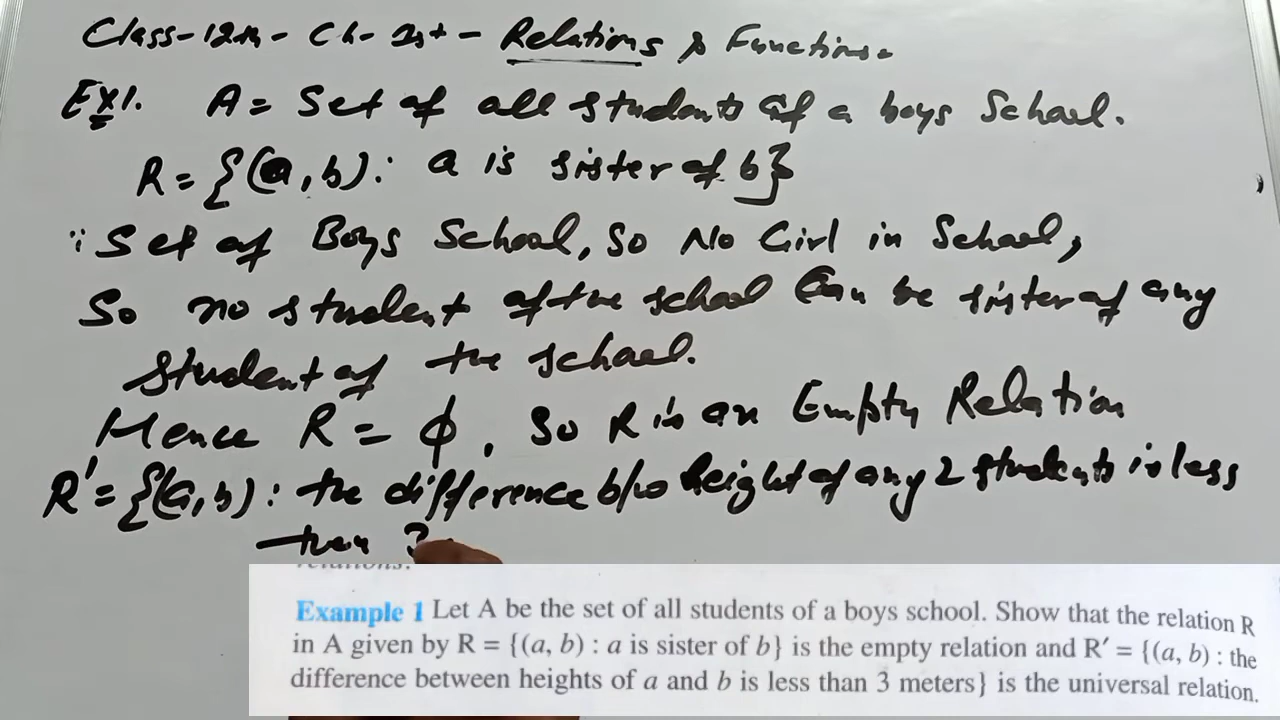 Class-12th - Ch-1st - Relations & Functions.
Ex1. A = Set of all students of a boys School.
R = {(a, b): a is sister of b}
∵ Set of Boys School, So No Girl in School,
So no student of the school can be sister of any
student of the school.
Hence R = ϕ, So R is an Empty Relation
R' = {(a, b): the difference b/w height of any 2 students is less
than 3
relations.
Example 1 Let A be the set of all students of a boys school. Show that the relation R
in A given by R = {(a, b) : a is sister of b} is the empty relation and R′ = {(a, b) : the
difference between heights of a and b is less than 3 meters} is the universal relation.